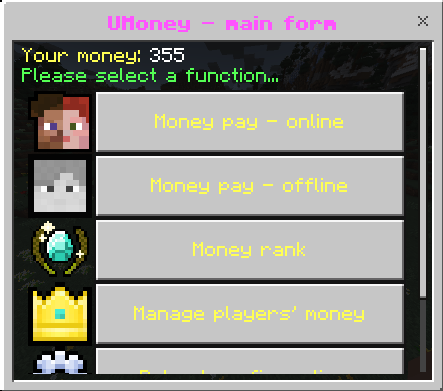 UMoney - main form
Your money: 355
Please select a function...
Money pay - online
Money pay - offline
Money rank
Manage players' money